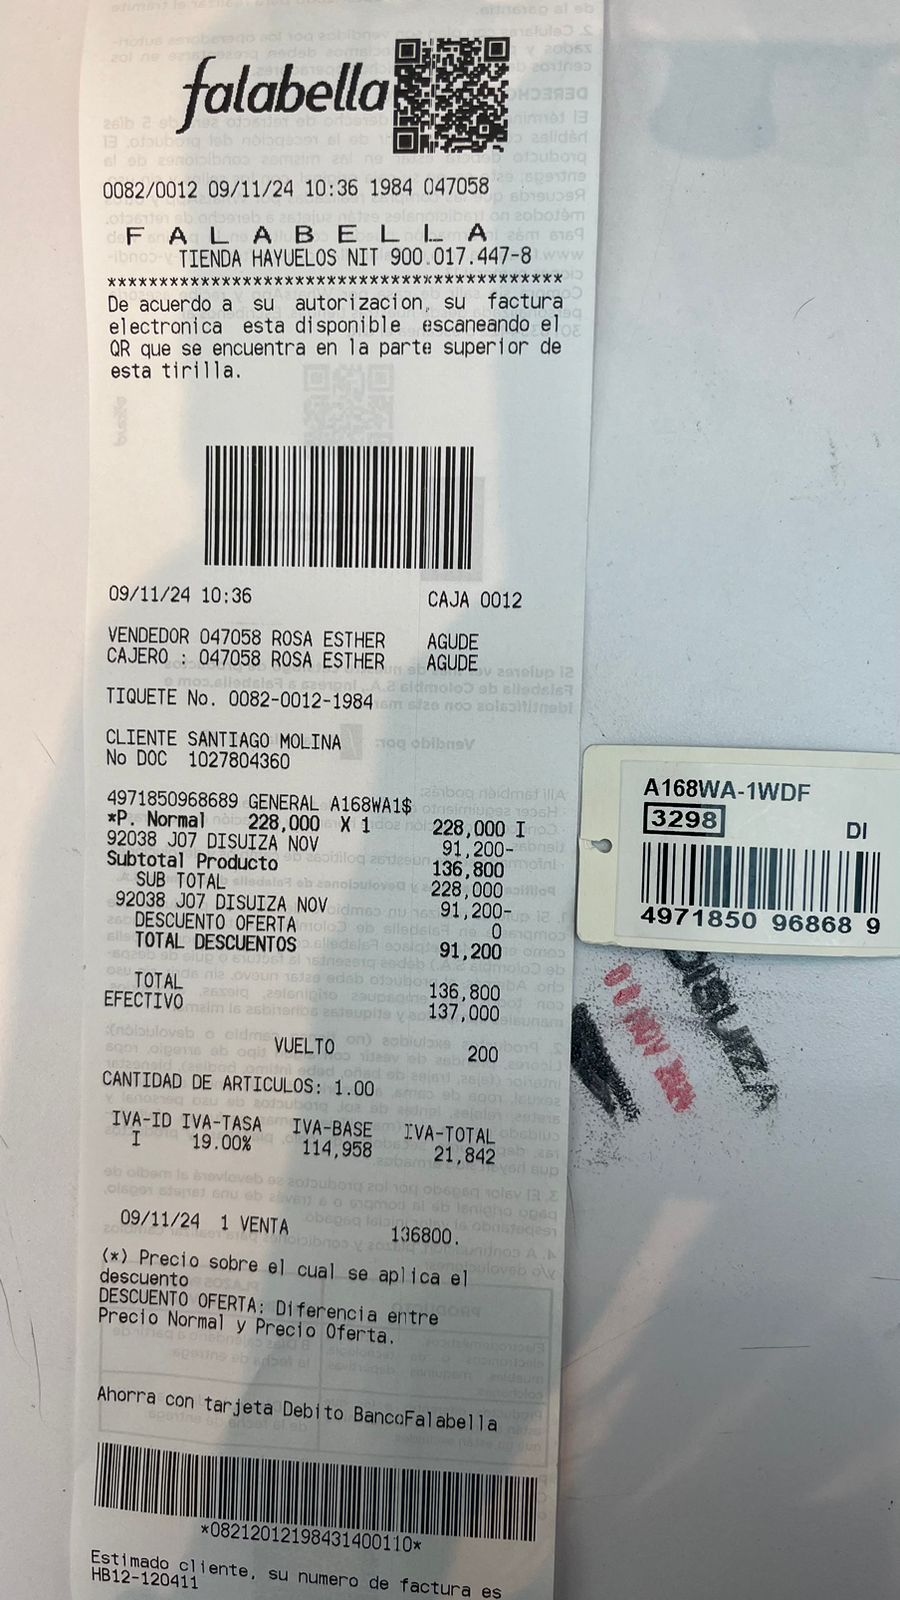 falabella
0082/0012 09/11/24 10:36 1984 047058
F A L A B E L L A
TIENDA HAYUELOS NIT 900.017.447-8
********************************************
De acuerdo a su autorizacion, su factura
electronica esta disponible escaneando el
QR que se encuentra en la parte superior de
esta tirilla.
09/11/24 10:36 CAJA 0012
VENDEDOR 047058 ROSA ESTHER AGUDE
CAJERO : 047058 ROSA ESTHER AGUDE
TIQUETE No. 0082-0012-1984
CLIENTE SANTIAGO MOLINA
No DOC 1027804360
4971850968689 GENERAL A168WA1$
*P. Normal 228,000 X 1 228,000 I
92038 J07 DISUIZA NOV 91,200-
Subtotal Producto 136,800
SUB TOTAL 228,000
92038 J07 DISUIZA NOV 91,200-
DESCUENTO OFERTA 0
TOTAL DESCUENTOS 91,200
TOTAL 136,800
EFECTIVO 137,000
VUELTO 200
CANTIDAD DE ARTICULOS: 1.00
IVA-ID IVA-TASA IVA-BASE IVA-TOTAL
I 19.00% 114,958 21,842
09/11/24 1 VENTA 136800.
(*) Precio sobre el cual se aplica el
descuento
DESCUENTO OFERTA: Diferencia entre
Precio Normal y Precio Oferta.
Ahorra con tarjeta Debito BancoFalabella
*08212012198431400110*
Estimado cliente, su numero de factura es
HB12-120411
A168WA-1WDF
3298 DI
4971850 96868 9
DISUIZA